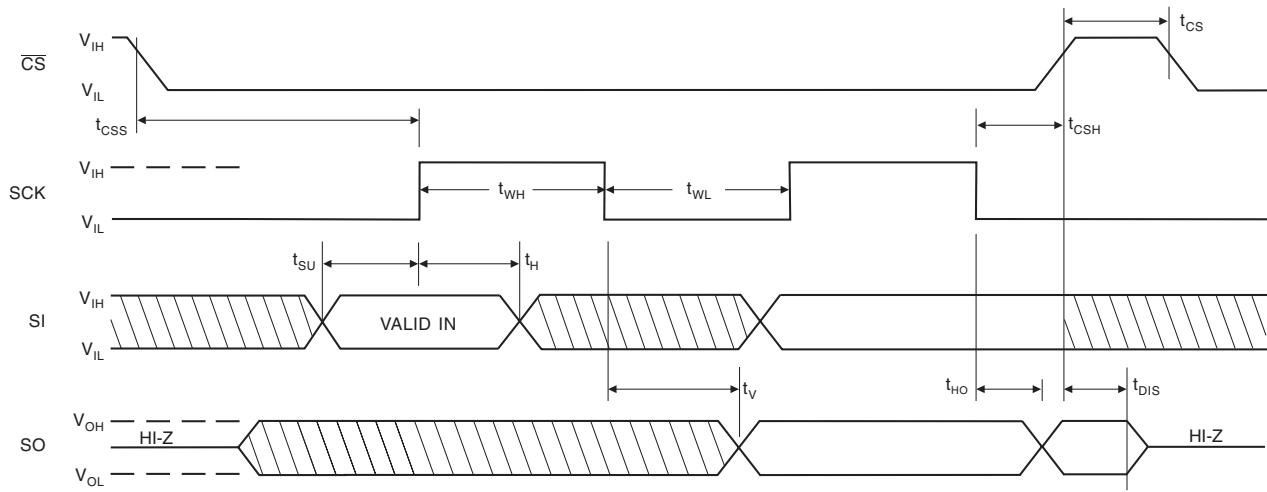 t_CS
V_IH
CS
V_IL
t_CSS
t_CSH
V_IH
SCK
t_WH
t_WL
V_IL
t_SU
t_H
V_IH
SI
VALID IN
V_IL
t_V
t_HO
t_DIS
V_OH
SO
HI-Z
HI-Z
V_OL